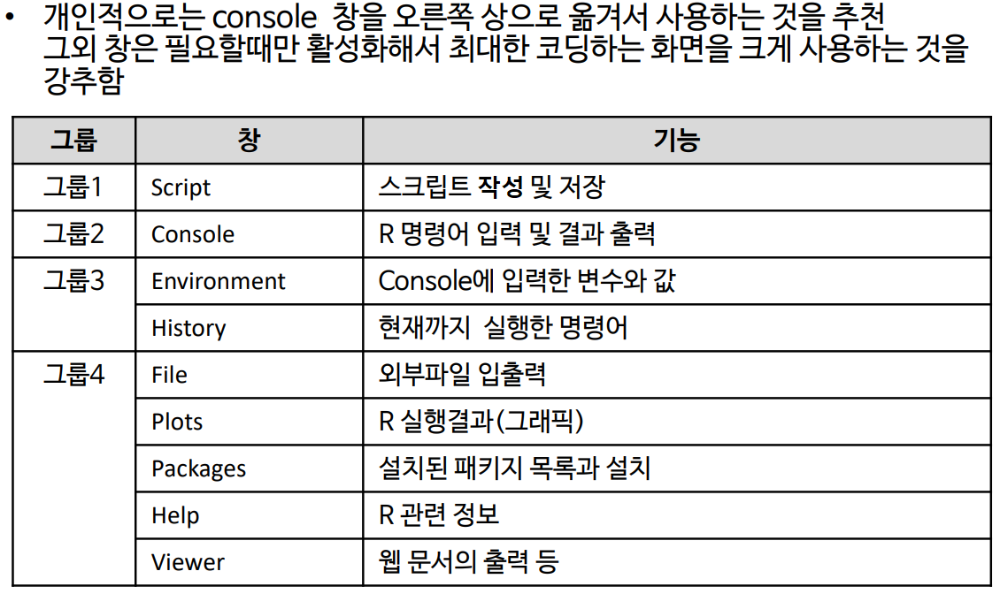 • 개인적으로는 console 창을 오른쪽 상으로 옮겨서 사용하는 것을 추천
그외 창은 필요할때만 활성화해서 최대한 코딩하는 화면을 크게 사용하는 것을
강추함
그룹 창 기능
그룹1 Script 스크립트 작성 및 저장
그룹2 Console R 명령어 입력 및 결과 출력
그룹3 Environment Console에 입력한 변수와 값
History 현재까지 실행한 명령어
그룹4 File 외부파일 입출력
Plots R 실행결과(그래픽)
Packages 설치된 패키지 목록과 설치
Help R 관련 정보
Viewer 웹 문서의 출력 등